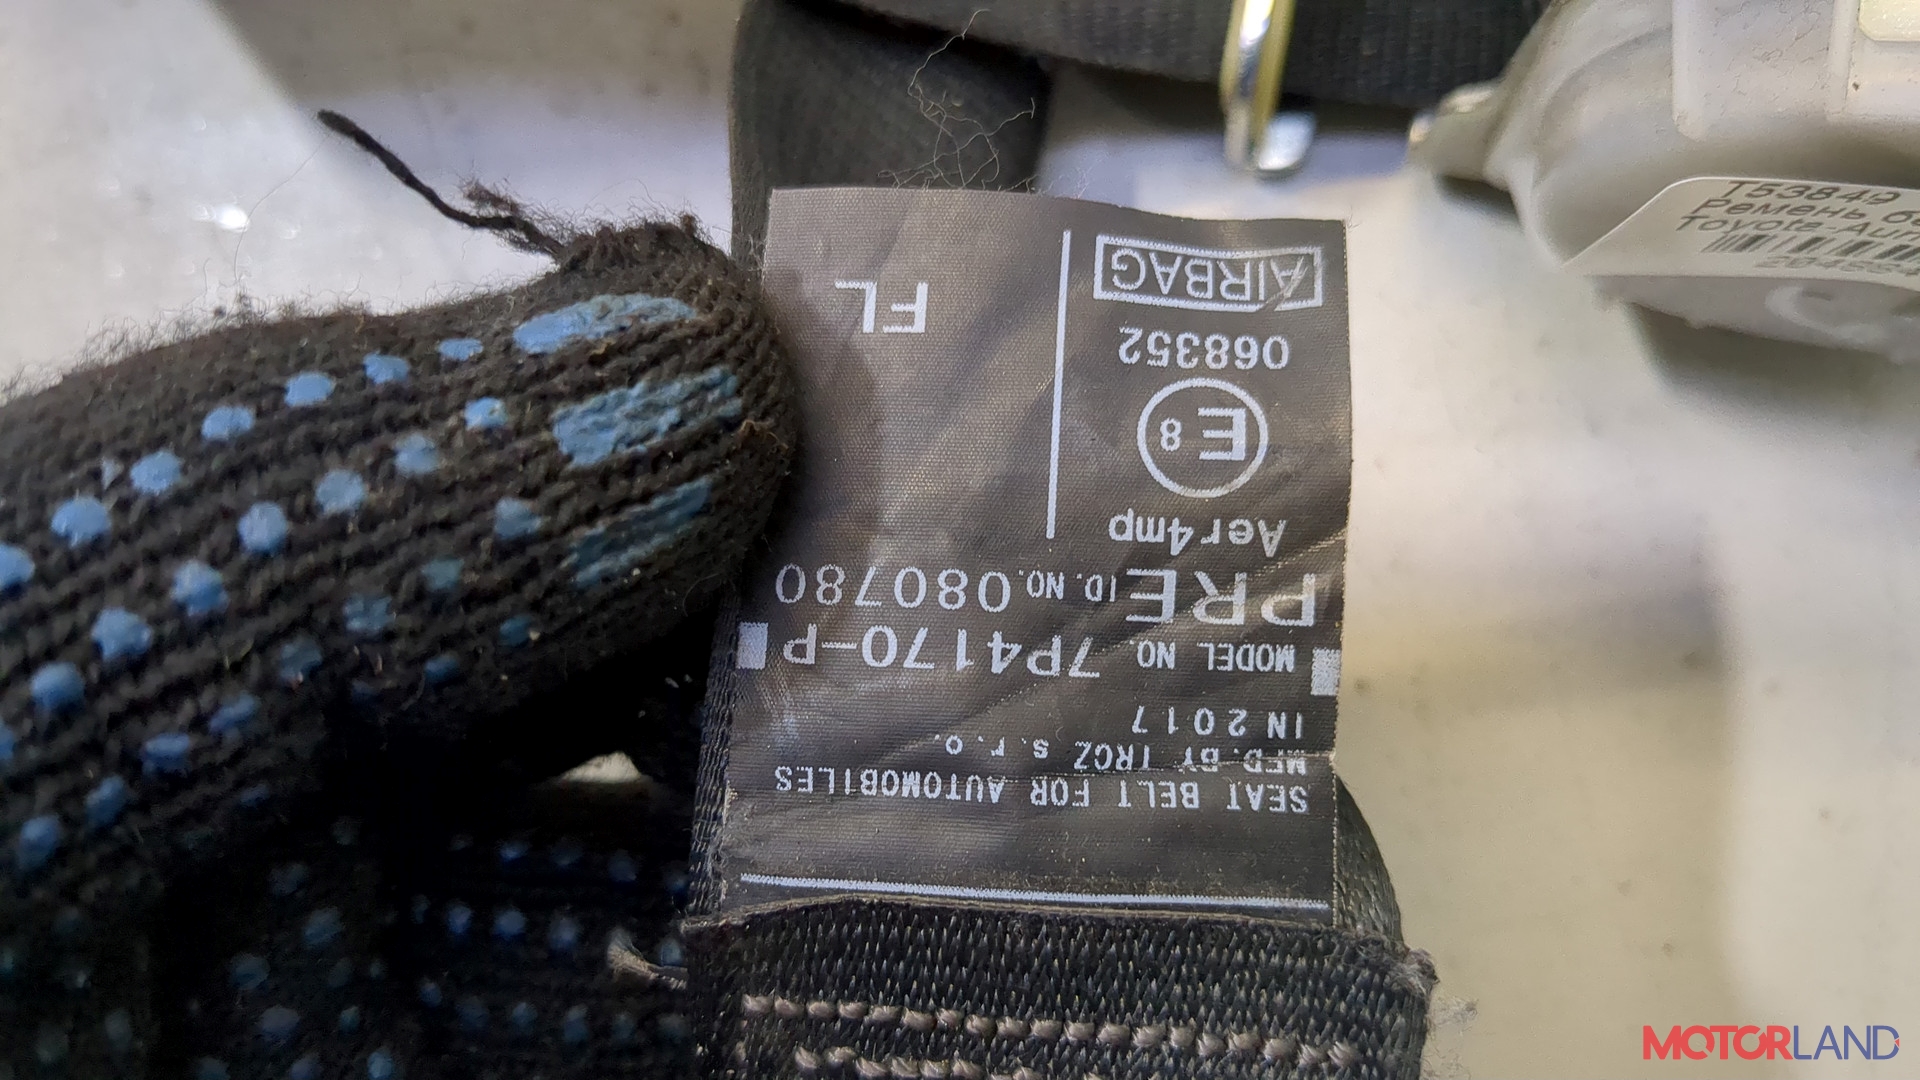 SEAT BELT FOR AUTOMOBILES
MFD. BY TRCZ s.r.o.
IN 2017
MODEL NO. 7P4170-P
PRE ID. NO. 080780
Aer4mp
E 8
068352
AIRBAG
FL
T53849
Ремень
Toyota-Auri
MOTORLAND